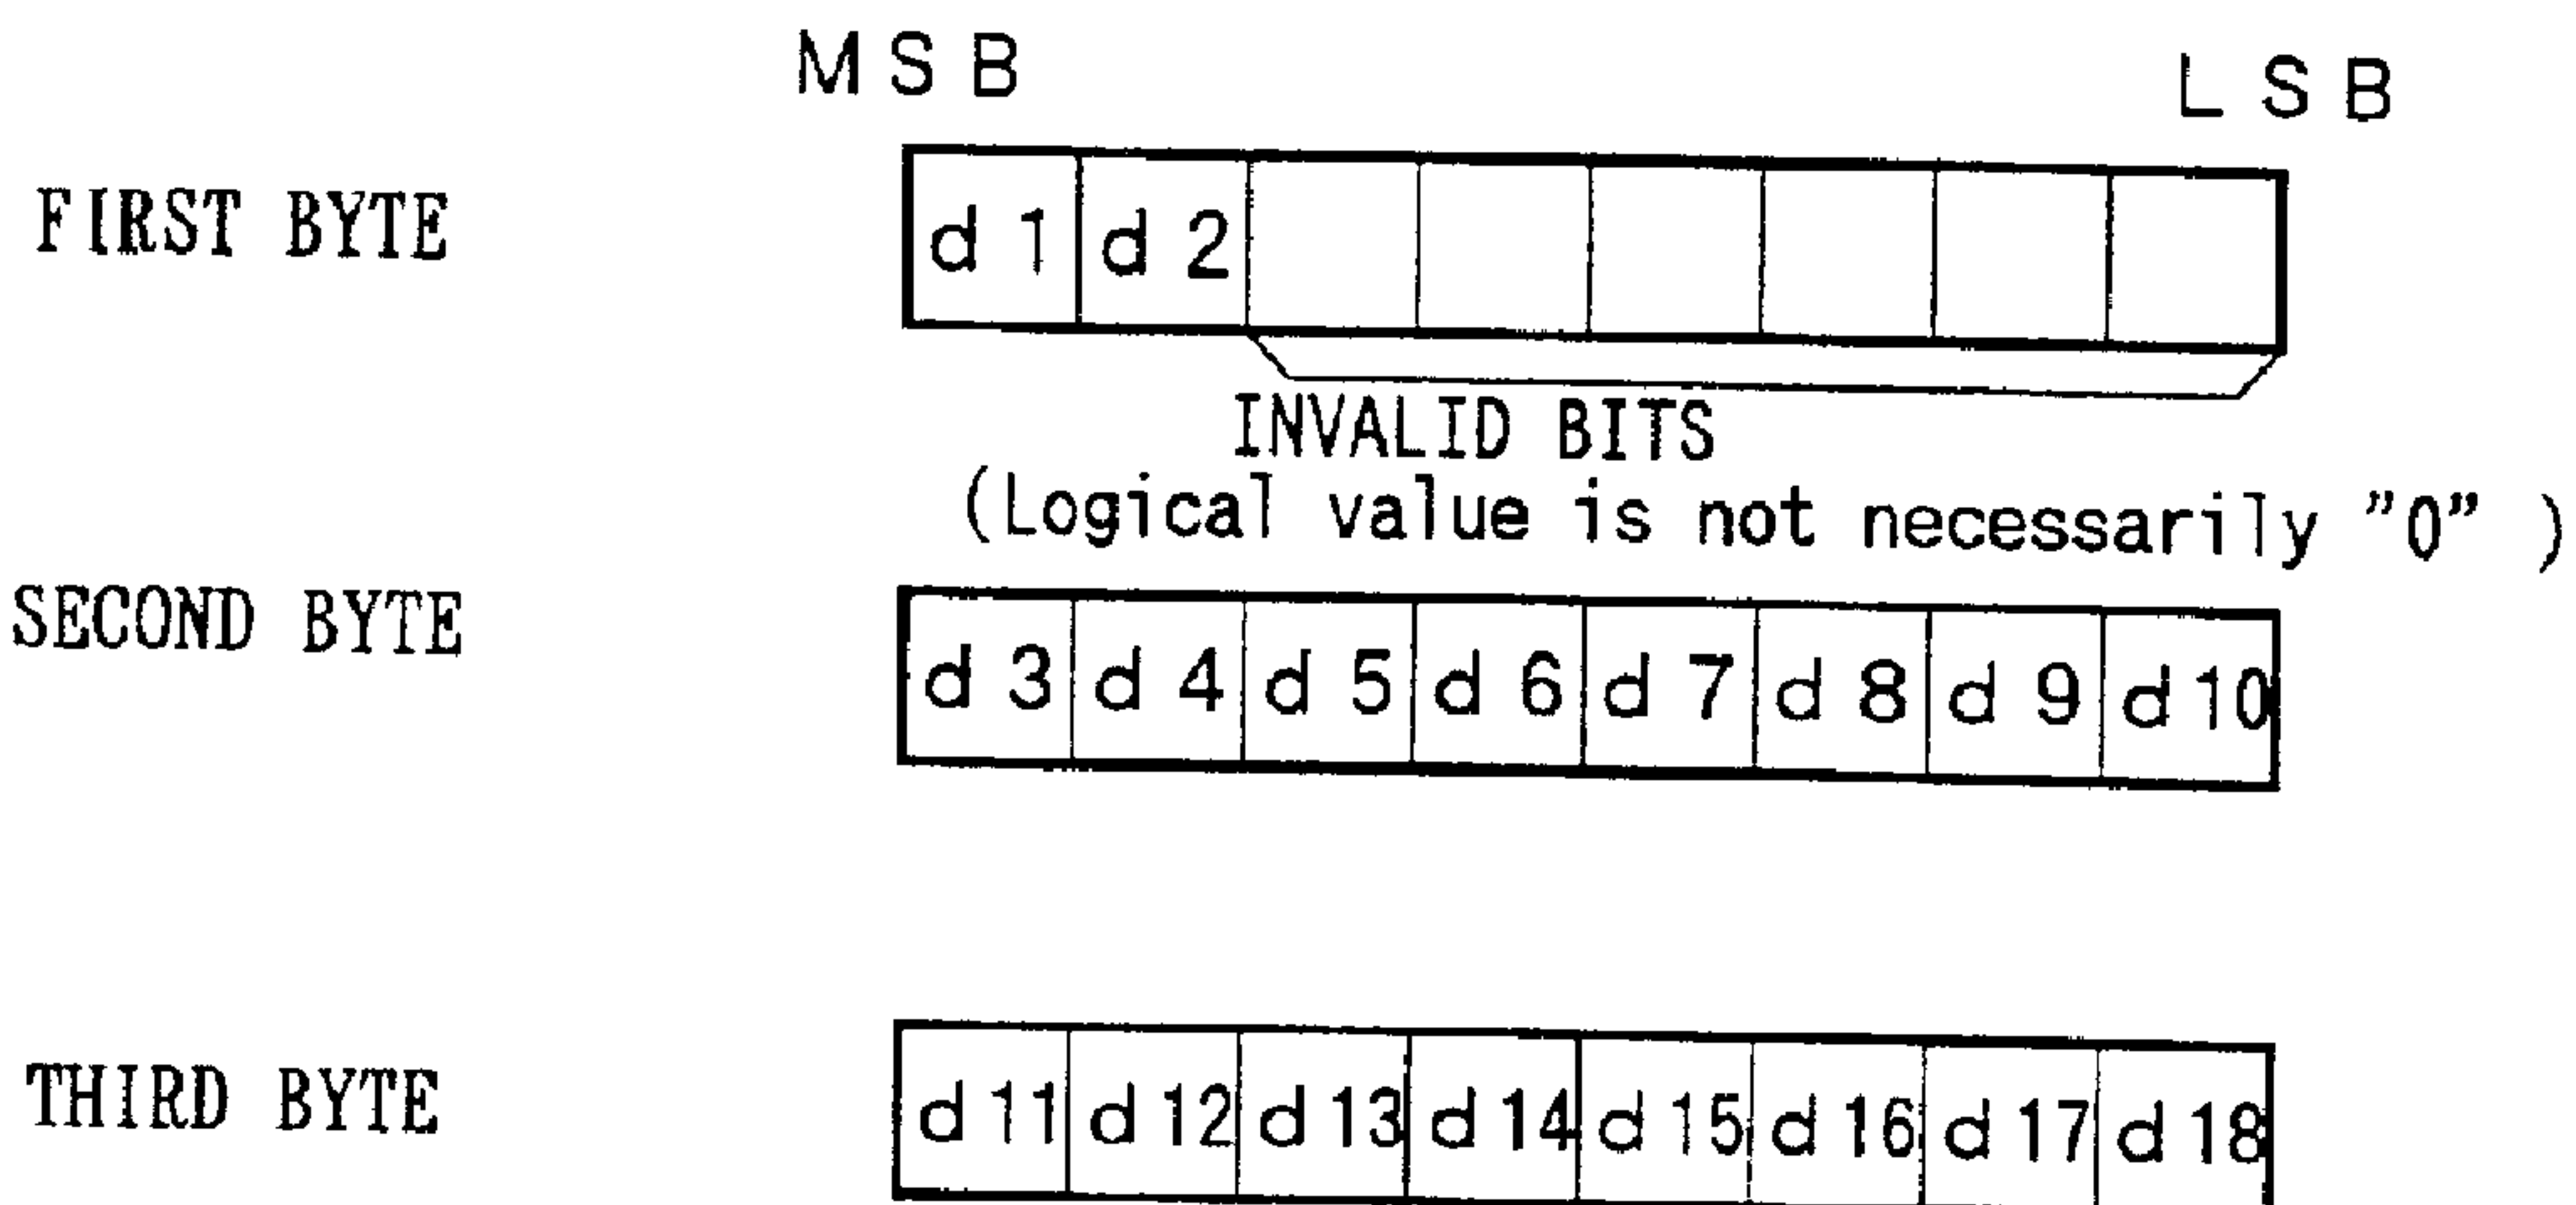 MSB LSB
FIRST BYTE d1 d2
INVALID BITS
(Logical value is not necessarily "0" )
SECOND BYTE d3 d4 d5 d6 d7 d8 d9 d10
THIRD BYTE d11 d12 d13 d14 d15 d16 d17 d18